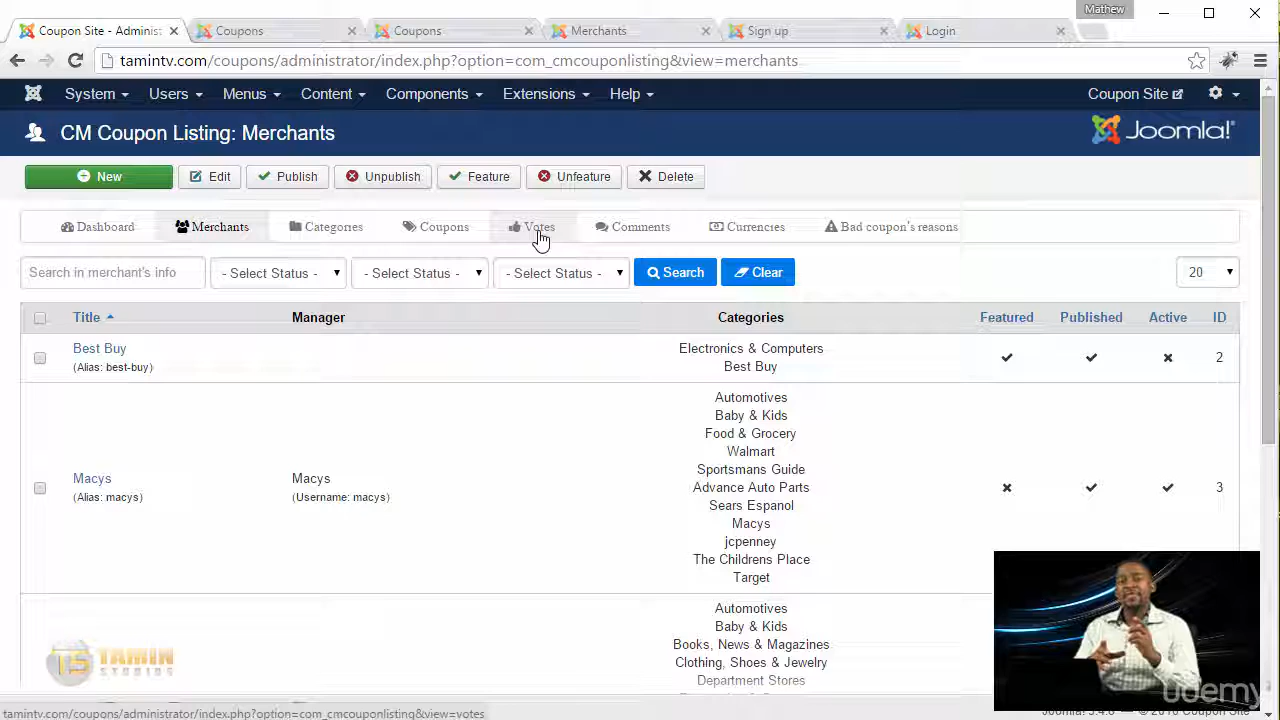 Mathew
Coupon Site - Administ
Coupons
Merchants
Sign up
Login
tamintv.com/coupons/administrator/index.php?option=com_cmcouponlisting&view=merchants
System Users Menus Content Components Extensions Help
Coupon Site
CM Coupon Listing: Merchants
Joomla!
New Edit Publish Unpublish Feature Unfeature Delete
Dashboard Merchants Categories Coupons Votes Comments Currencies Bad coupon's reasons
Search in merchant's info - Select Status - - Select Status - - Select Status - Search Clear 20
Title Manager Categories Featured Published Active ID
Best Buy
(Alias: best-buy)
Electronics & Computers
Best Buy
2
Macys
(Alias: macys)
Macys
(Username: macys)
Automotives
Baby & Kids
Food & Grocery
Walmart
Sportsmans Guide
Advance Auto Parts
Sears Espanol
Macys
jcpenney
The Childrens Place
Target
3
Automotives
Baby & Kids
Books, News & Magazines
Clothing, Shoes & Jewelry
Department Stores
udemy
tamintv.com/coupons/administrator/index.php?option=com_c